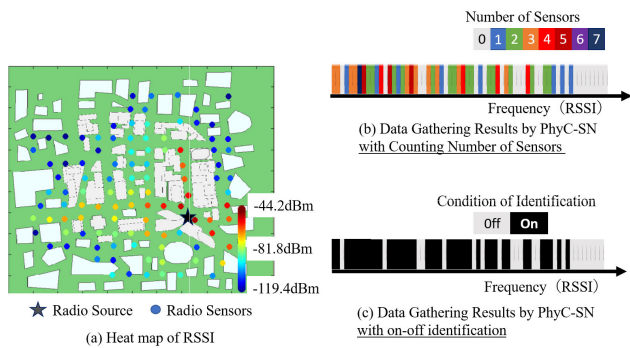 Number of Sensors
0 1 2 3 4 5 6 7
Frequency (RSSI)
(b) Data Gathering Results by PhyC-SN
with Counting Number of Sensors
-44.2dBm
-81.8dBm
-119.4dBm
Radio Source
Radio Sensors
(a) Heat map of RSSI
Condition of Identification
Off On
Frequency (RSSI)
(c) Data Gathering Results by PhyC-SN
with on-off identification